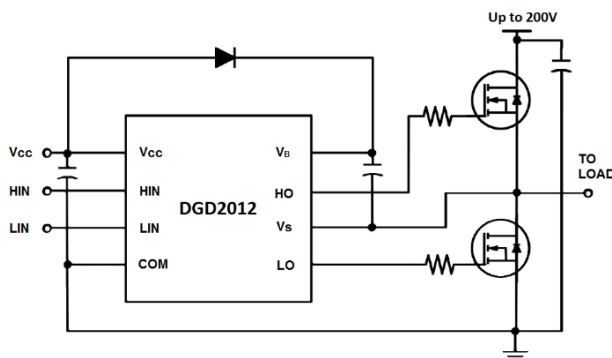 Up to 200V
Vcc
Vcc
VB
HIN
HIN
HO
TO
LOAD
DGD2012
LIN
LIN
Vs
COM
LO